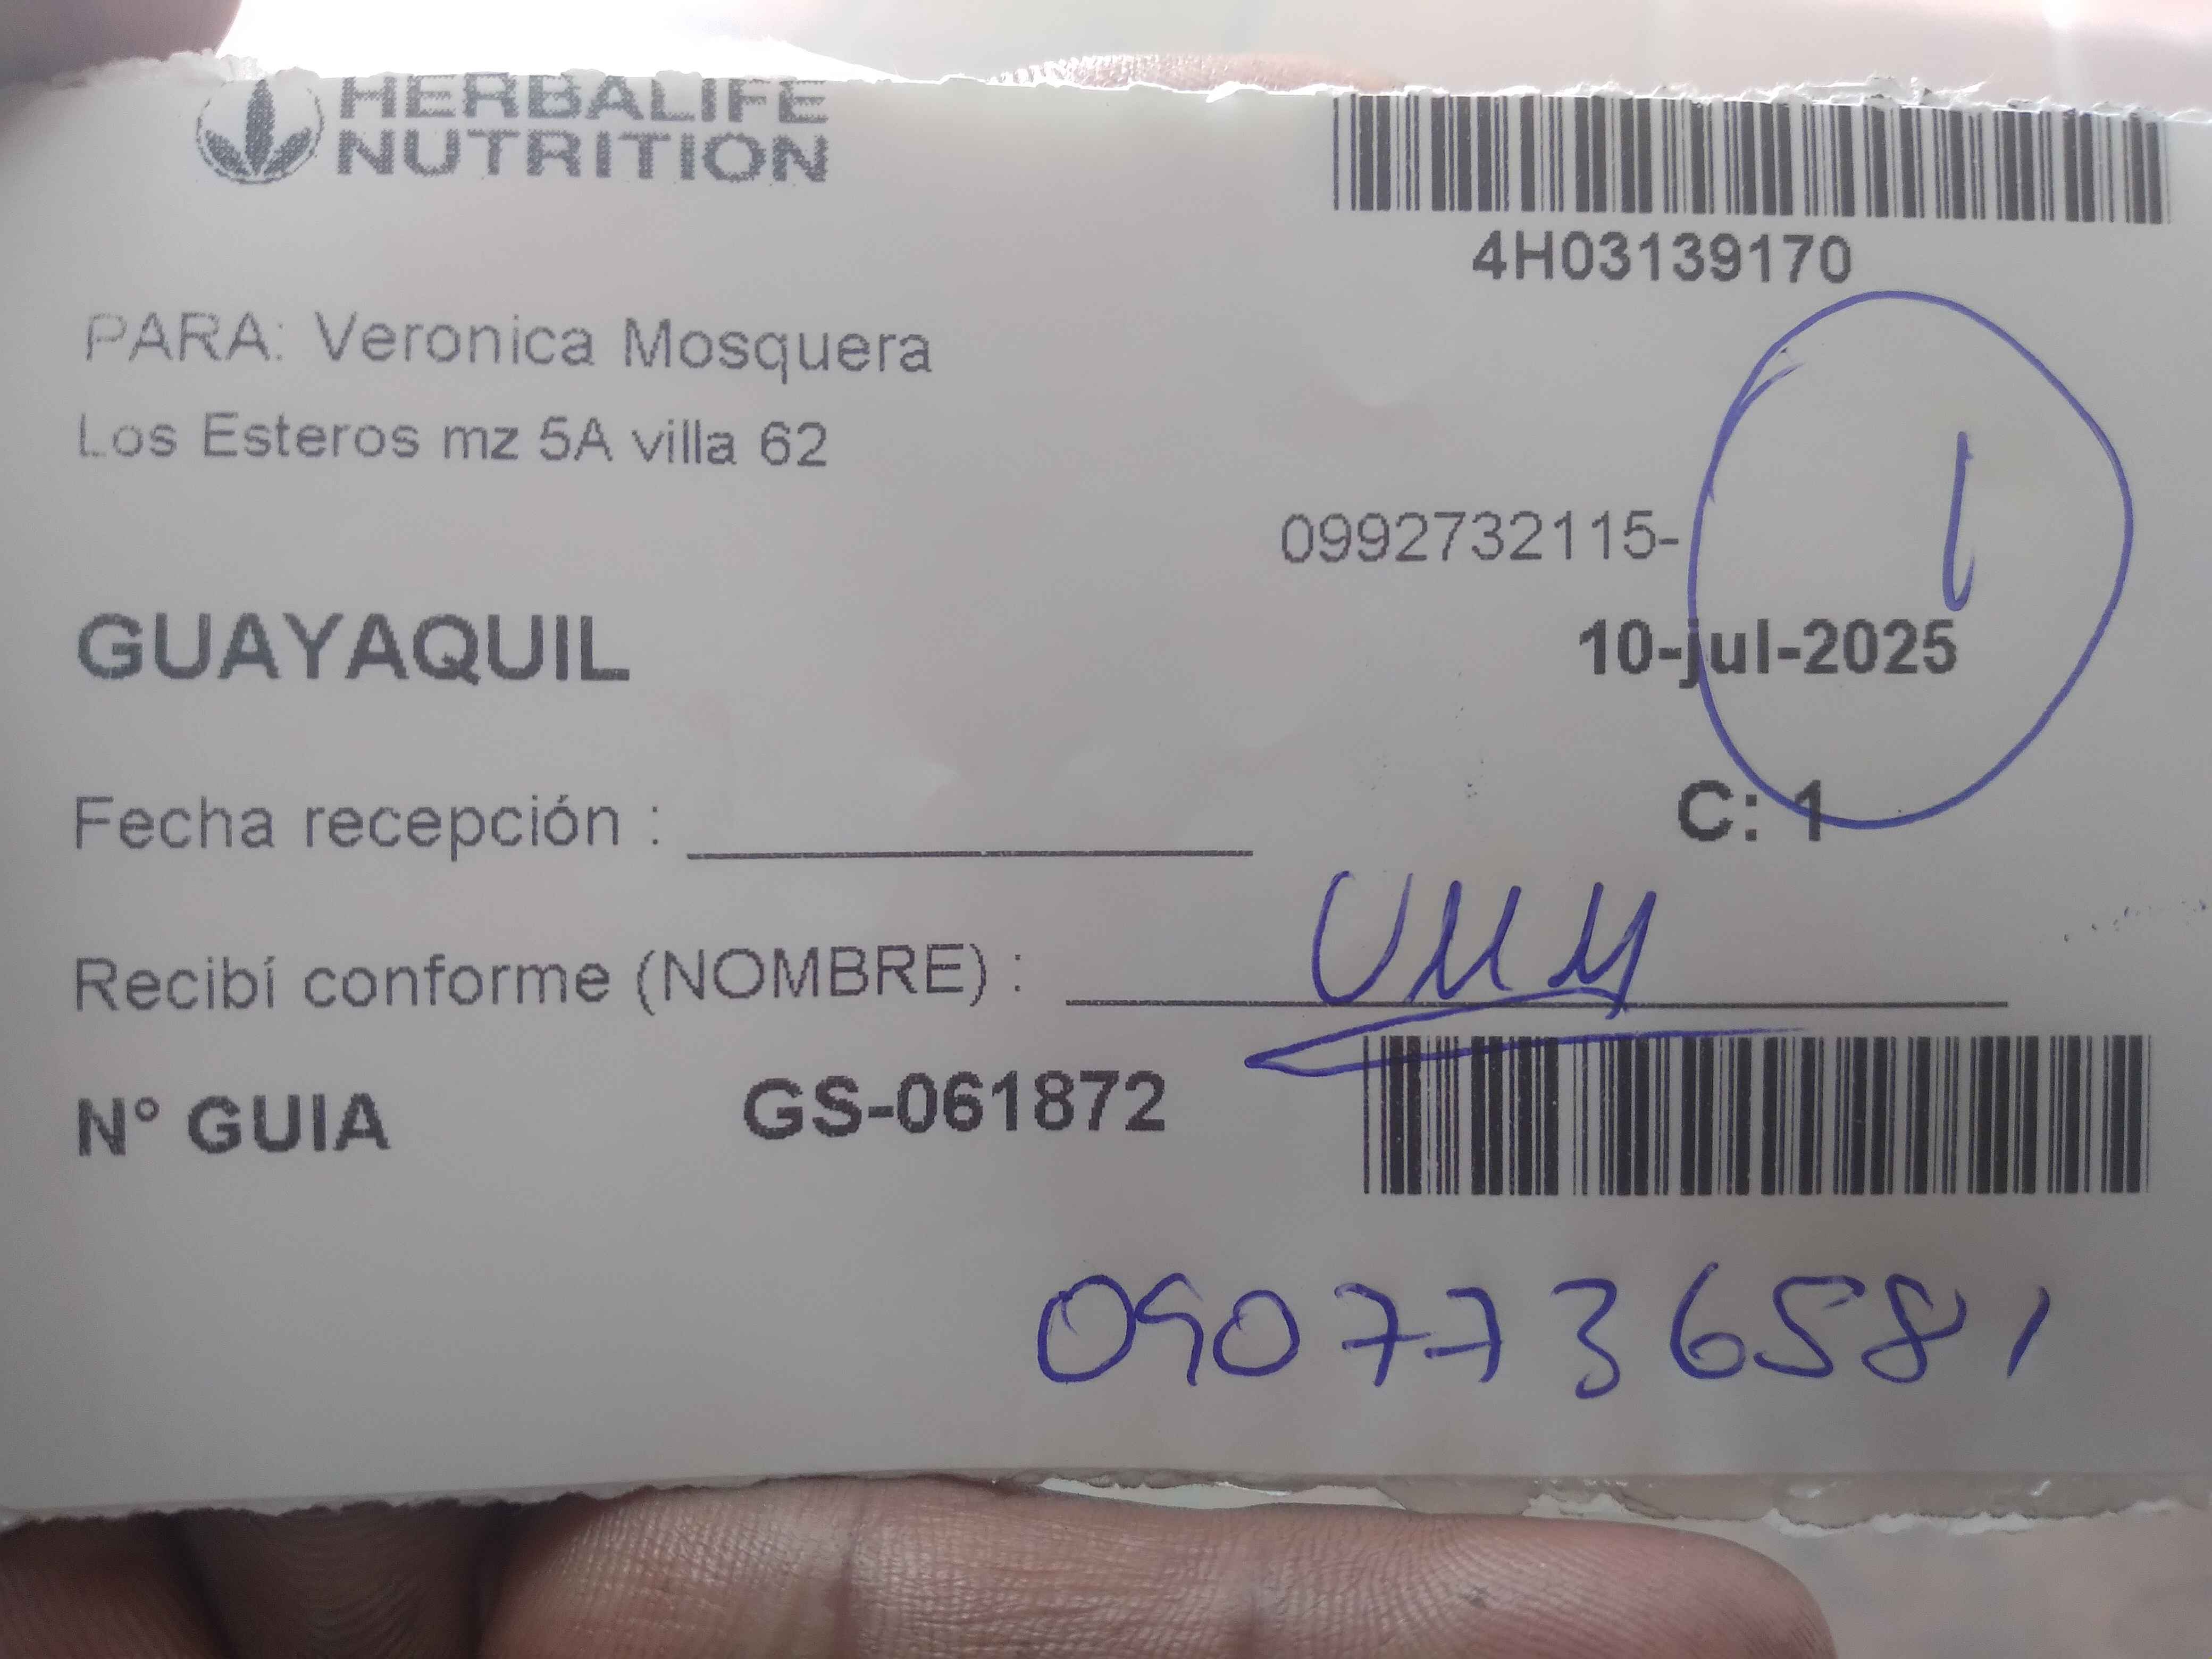 HERBALIFE
NUTRITION
4H03139170
PARA: Veronica Mosquera
Los Esteros mz 5A villa 62
1
0992732115-
GUAYAQUIL
10-jul-2025
Fecha recepción :
C: 1
Recibí conforme (NOMBRE) :
N° GUIA GS-061872
0907736581